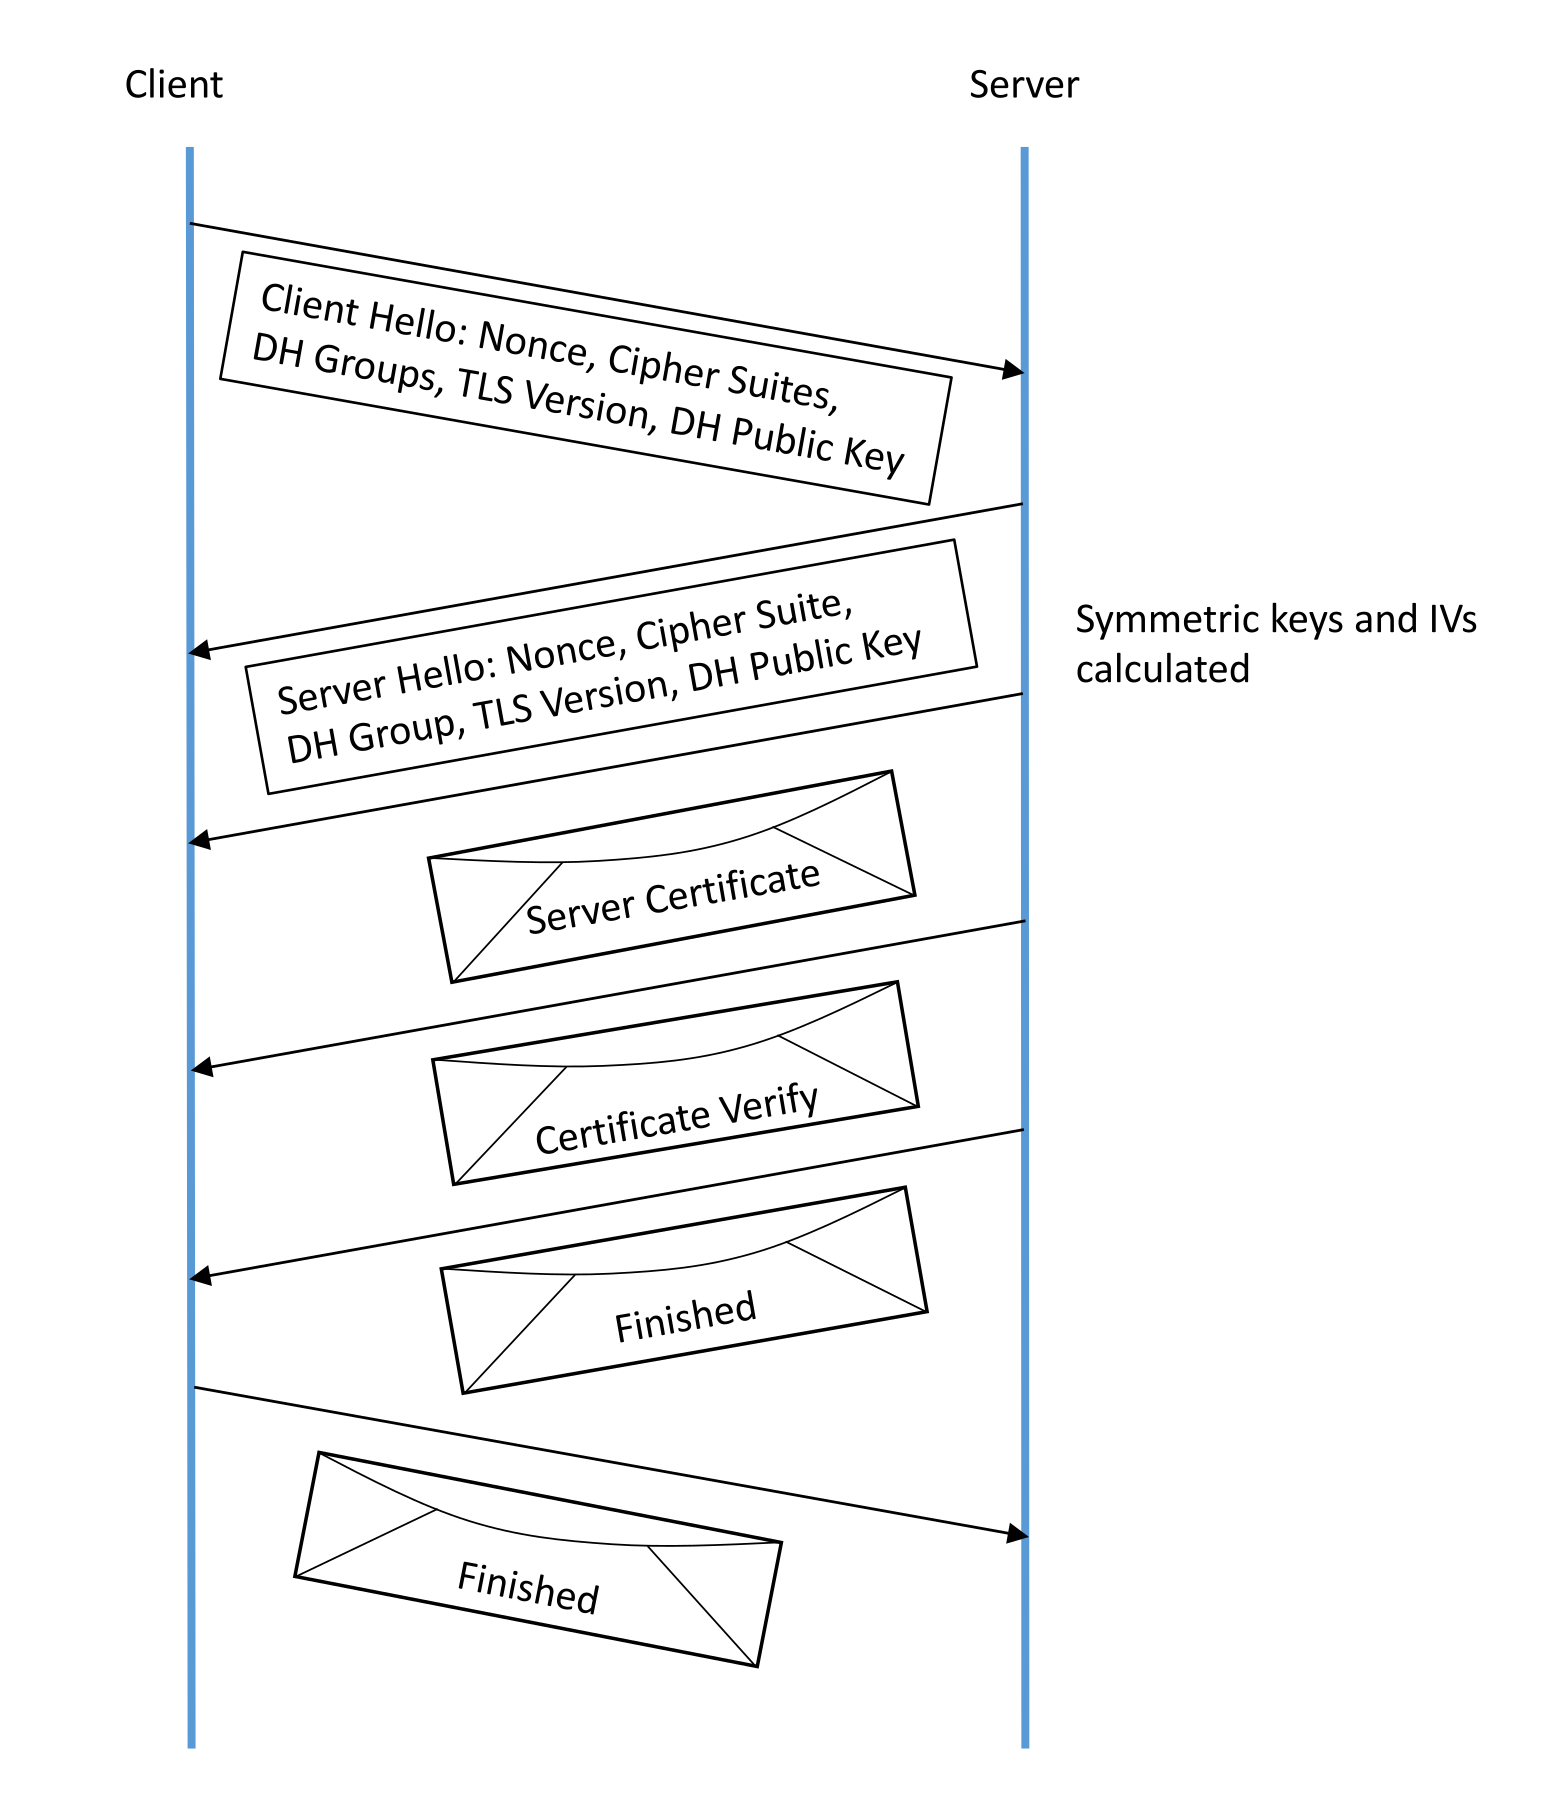 Client
Server
Client Hello: Nonce, Cipher Suites,
DH Groups, TLS Version, DH Public Key
Server Hello: Nonce, Cipher Suite,
DH Group, TLS Version, DH Public Key
Symmetric keys and IVs
calculated
Server Certificate
Certificate Verify
Finished
Finished